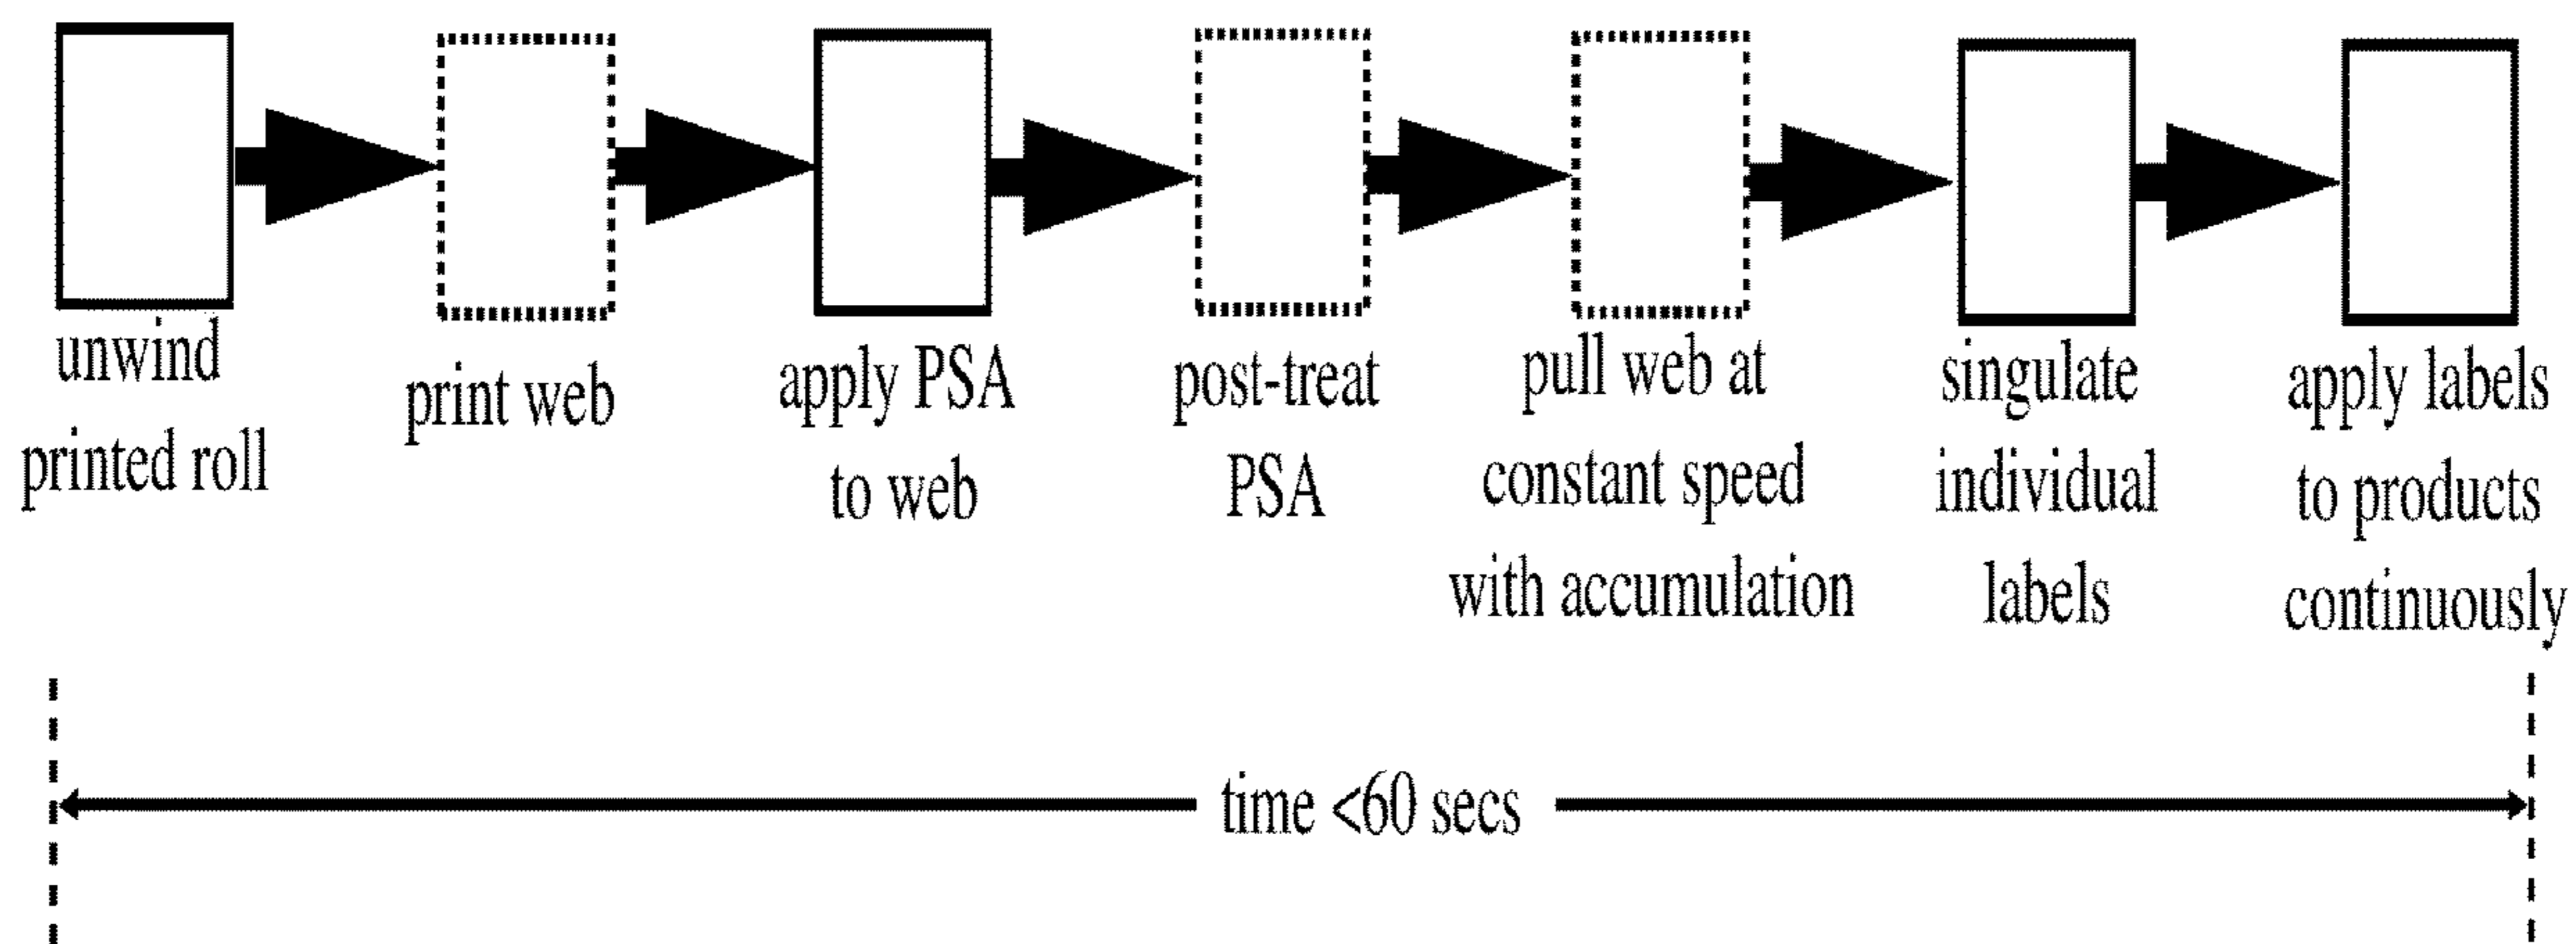 unwind
printed roll
print web
apply PSA
to web
post-treat
PSA
pull web at
constant speed
with accumulation
singulate
individual
labels
apply labels
to products
continuously
time <60 secs